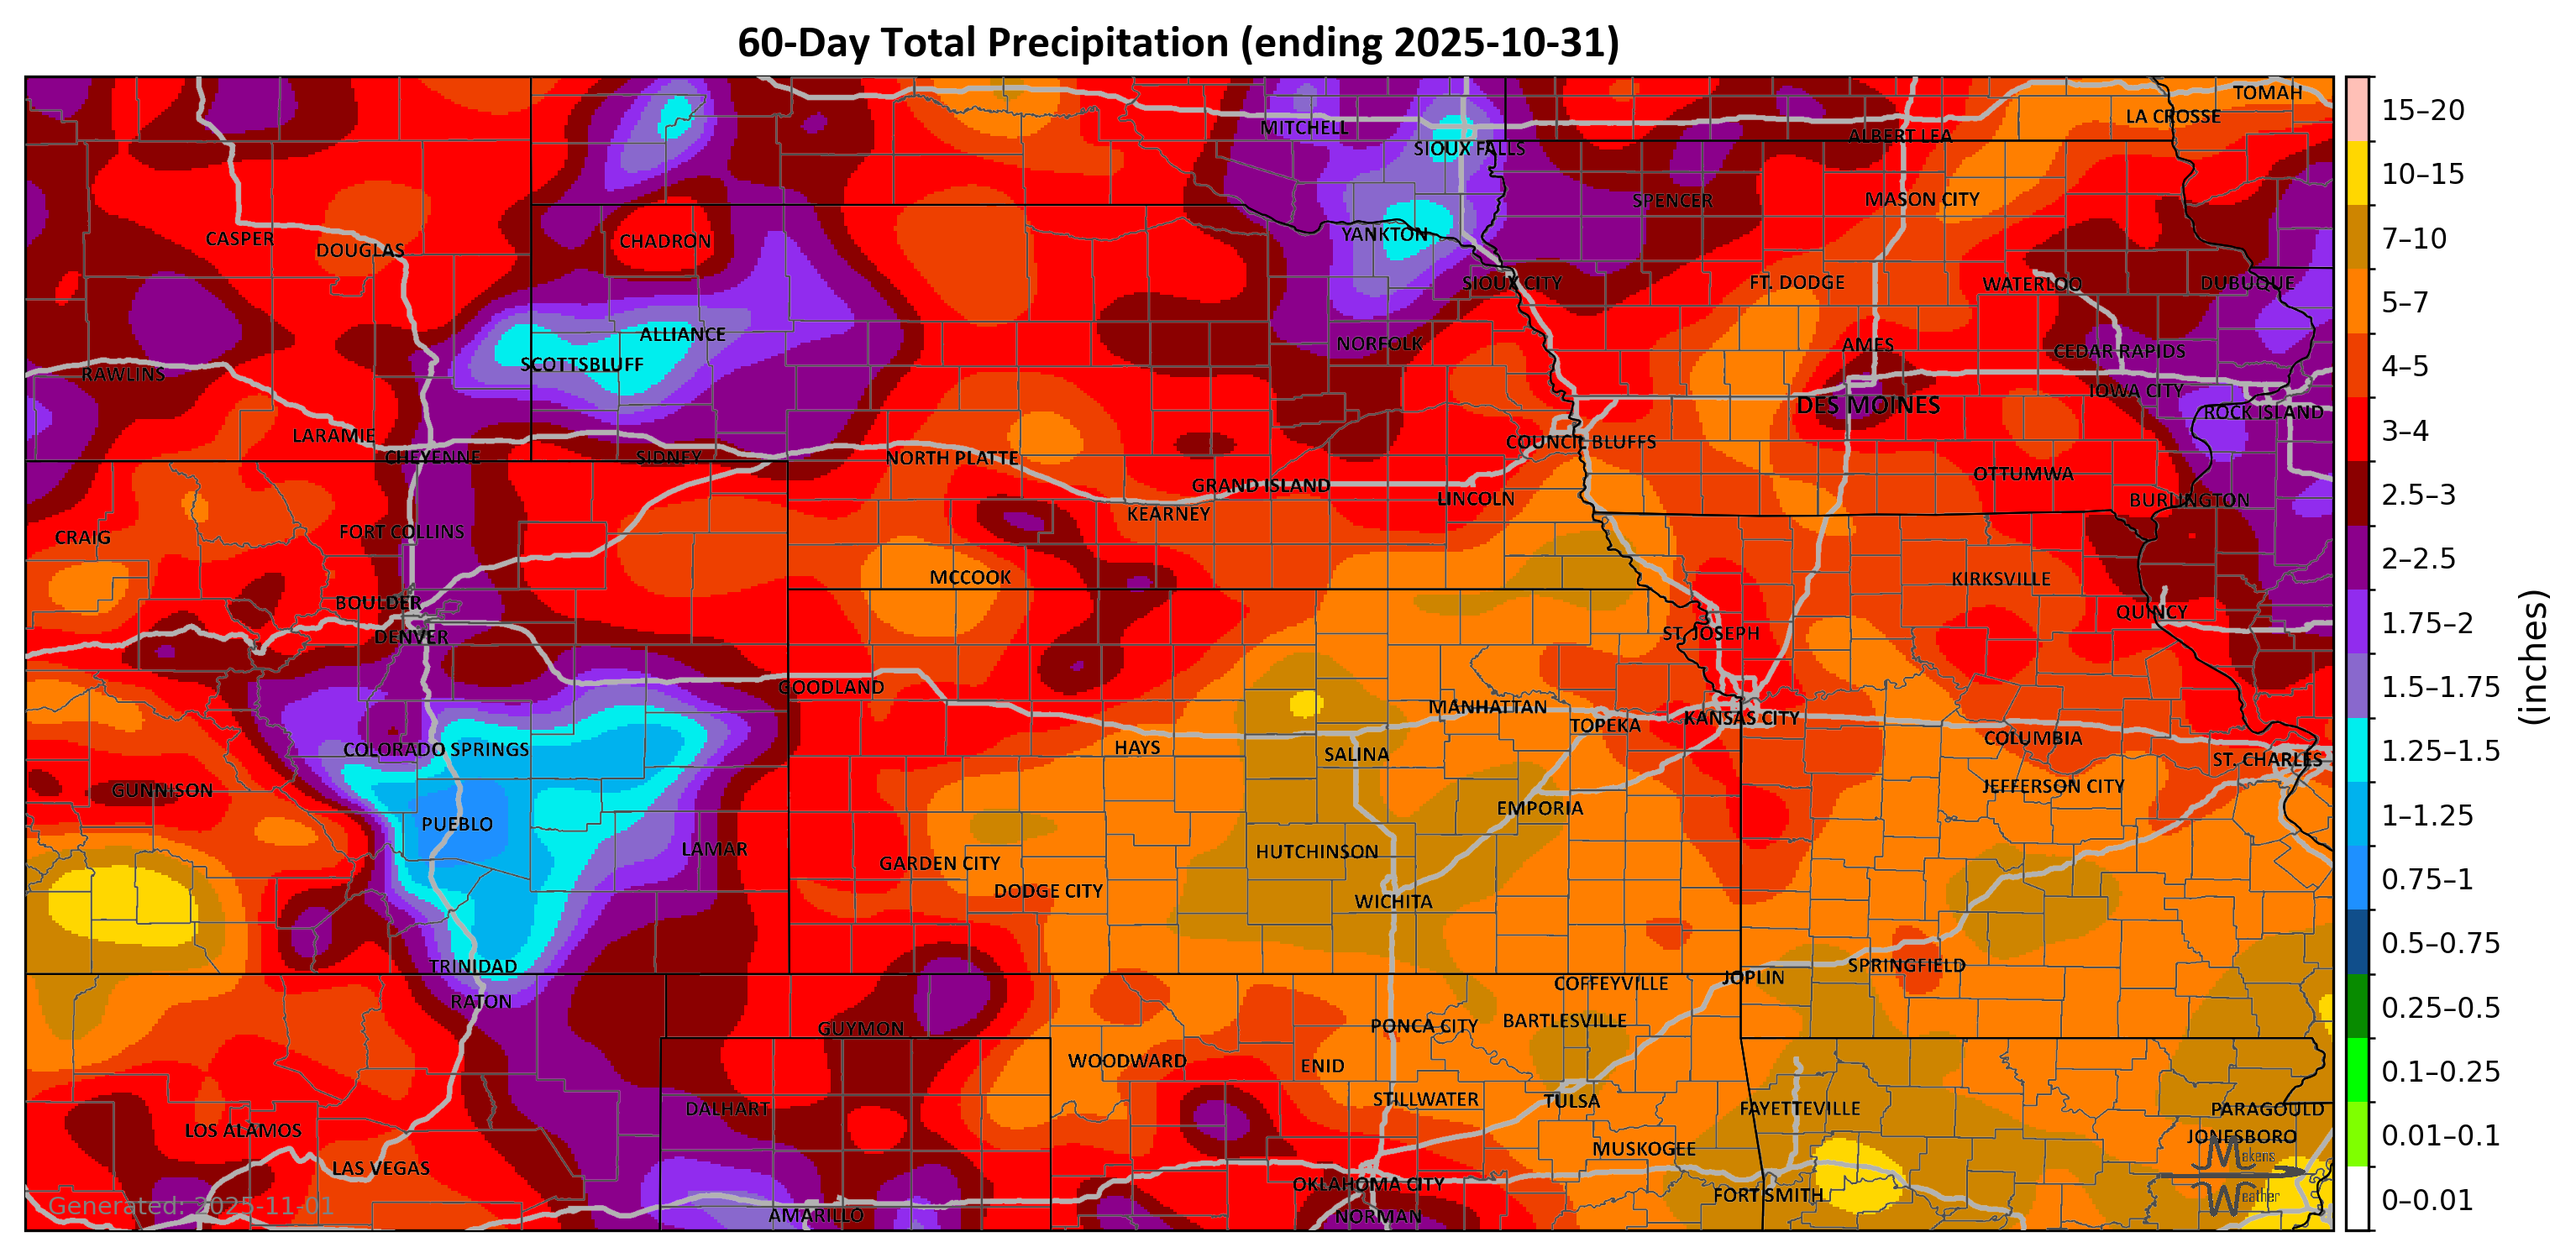 60-Day Total Precipitation (ending 2025-10-31)
TOMAH
LA CROSSE
MITCHELL
ALBERT LEA
SIOUX FALLS
SPENCER
MASON CITY
CASPER
DOUGLAS
CHADRON
YANKTON
SIOUX CITY
FT. DODGE
WATERLOO
DUBUQUE
ALLIANCE
SCOTTSBLUFF
NORFOLK
AMES
CEDAR RAPIDS
RAWLINS
IOWA CITY
DES MOINES
ROCK ISLAND
LARAMIE
COUNCIL BLUFFS
CHEYENNE
SIDNEY
NORTH PLATTE
OTTUMWA
GRAND ISLAND
LINCOLN
BURLINGTON
KEARNEY
CRAIG
FORT COLLINS
MCCOOK
KIRKSVILLE
BOULDER
QUINCY
DENVER
ST. JOSEPH
GOODLAND
MANHATTAN
TOPEKA
KANSAS CITY
COLORADO SPRINGS
HAYS
SALINA
COLUMBIA
ST. CHARLES
GUNNISON
JEFFERSON CITY
EMPORIA
PUEBLO
LAMAR
HUTCHINSON
GARDEN CITY
DODGE CITY
WICHITA
TRINIDAD
SPRINGFIELD
JOPLIN
COFFEYVILLE
RATON
GUYMON
PONCA CITY
BARTLESVILLE
WOODWARD
ENID
DALHART
STILLWATER
TULSA
FAYETTEVILLE
PARAGOULD
LOS ALAMOS
JONESBORO
LAS VEGAS
MUSKOGEE
OKLAHOMA CITY
FORT SMITH
AMARILLO
NORMAN
Generated: 2025-11-01
Makens
Weather
15–20
10–15
7–10
5–7
4–5
3–4
2.5–3
2–2.5
1.75–2
1.5–1.75
1.25–1.5
1–1.25
0.75–1
0.5–0.75
0.25–0.5
0.1–0.25
0.01–0.1
0–0.01
(inches)